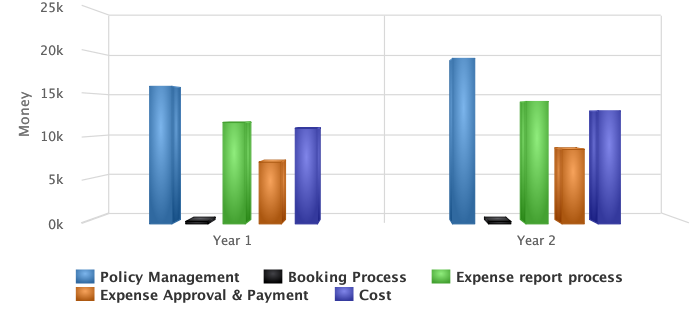 25k
20k
15k
10k
5k
0k
Money
Year 1
Year 2
Policy Management
Booking Process
Expense report process
Expense Approval & Payment
Cost